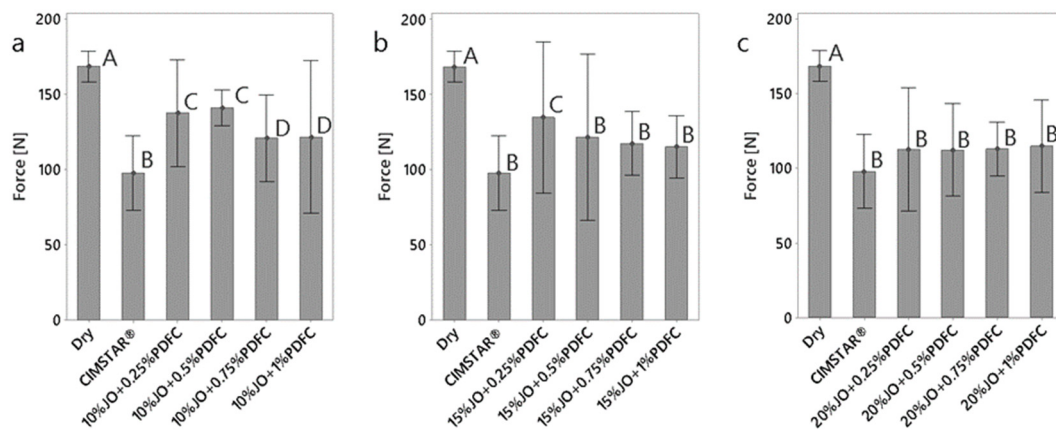 a
200
150
100
50
0
Force [N]
A
B
C
C
D
D
Dry
CIMSTAR®
10%JO+0.25%PDFC
10%JO+0.5%PDFC
10%JO+0.75%PDFC
10%JO+1%PDFC
b
200
150
100
50
0
Force [N]
A
B
C
B
B
B
Dry
CIMSTAR®
15%JO+0.25%PDFC
15%JO+0.5%PDFC
15%JO+0.75%PDFC
15%JO+1%PDFC
c
200
150
100
50
0
Force [N]
A
B
B
B
B
B
Dry
CIMSTAR®
20%JO+0.25%PDFC
20%JO+0.5%PDFC
20%JO+0.75%PDFC
20%JO+1%PDFC